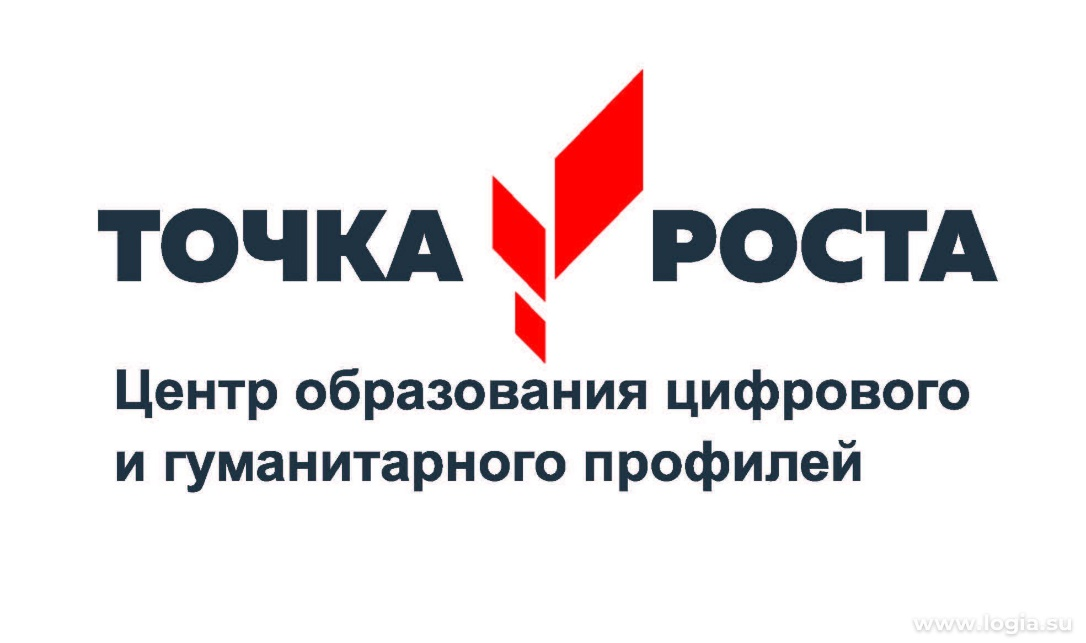 ТОЧКА РОСТА
Центр образования цифрового
и гуманитарного профилей
www.logia.su